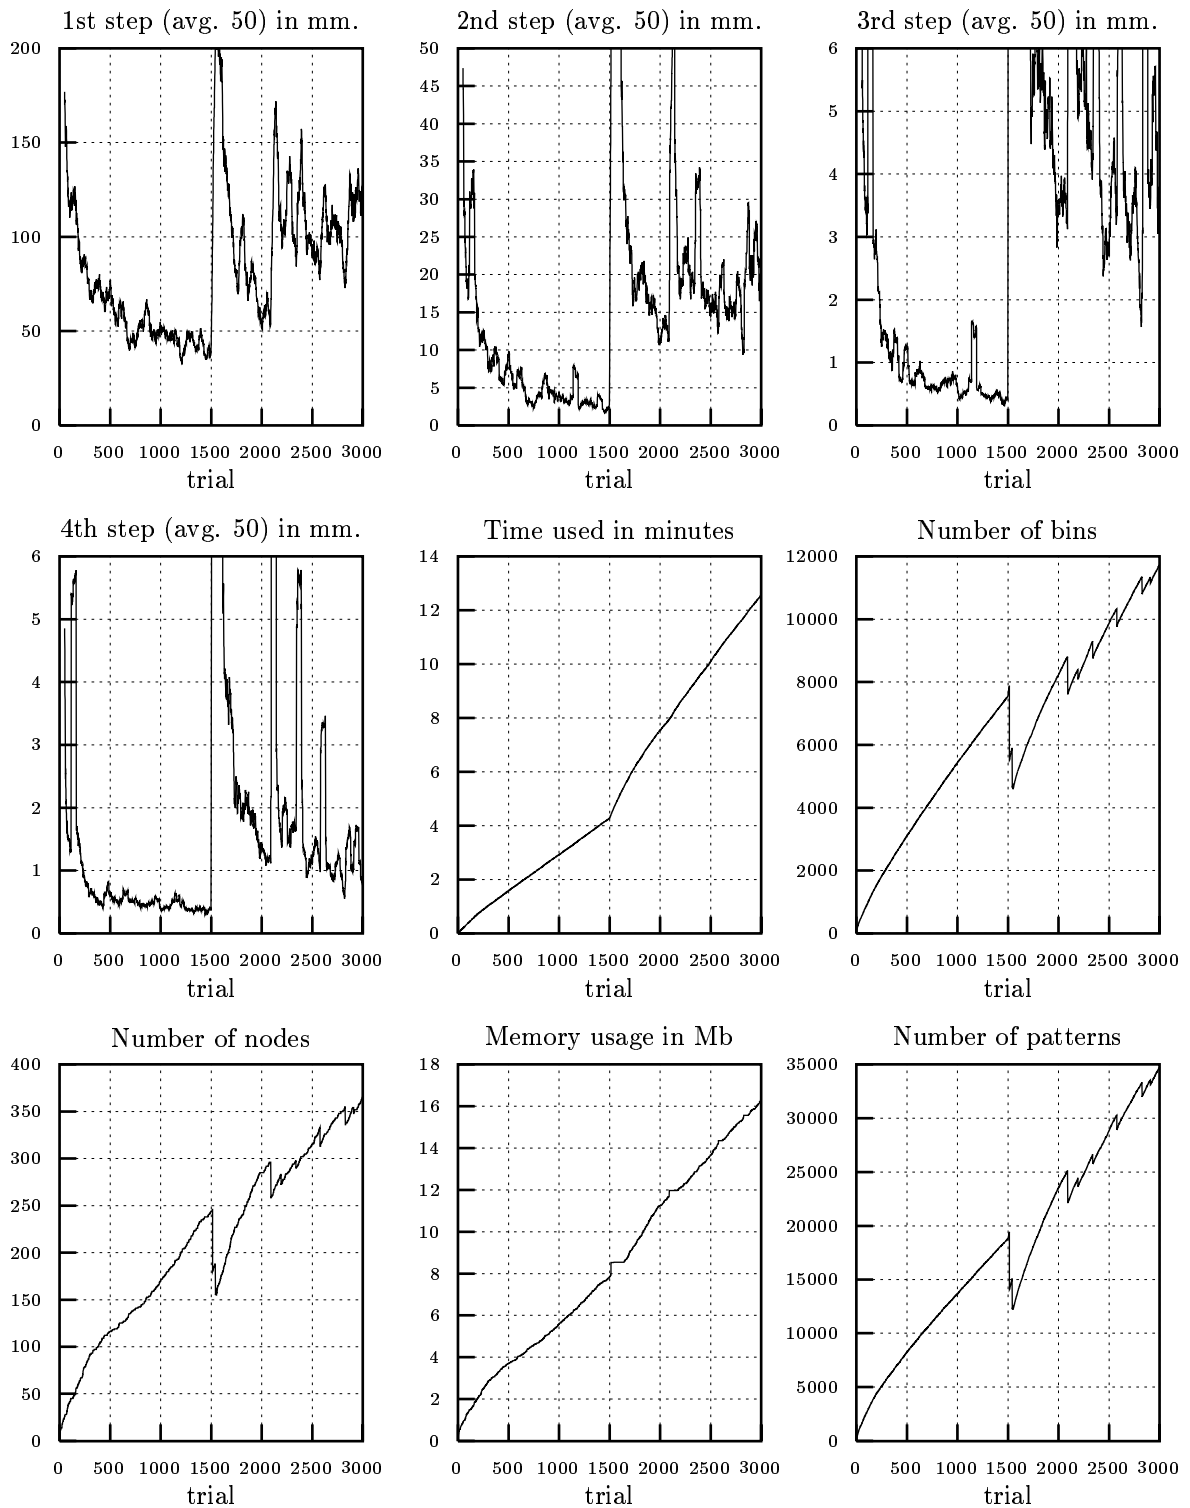 1st step (avg. 50) in mm.
200
150
100
50
0
0 500 1000 1500 2000 2500 3000
trial
2nd step (avg. 50) in mm.
50
45
40
35
30
25
20
15
10
5
0
0 500 1000 1500 2000 2500 3000
trial
3rd step (avg. 50) in mm.
6
5
4
3
2
1
0
0 500 1000 1500 2000 2500 3000
trial
4th step (avg. 50) in mm.
6
5
4
3
2
1
0
0 500 1000 1500 2000 2500 3000
trial
Time used in minutes
14
12
10
8
6
4
2
0
0 500 1000 1500 2000 2500 3000
trial
Number of bins
12000
10000
8000
6000
4000
2000
0
0 500 1000 1500 2000 2500 3000
trial
Number of nodes
400
350
300
250
200
150
100
50
0
0 500 1000 1500 2000 2500 3000
trial
Memory usage in Mb
18
16
14
12
10
8
6
4
2
0
0 500 1000 1500 2000 2500 3000
trial
Number of patterns
35000
30000
25000
20000
15000
10000
5000
0
0 500 1000 1500 2000 2500 3000
trial